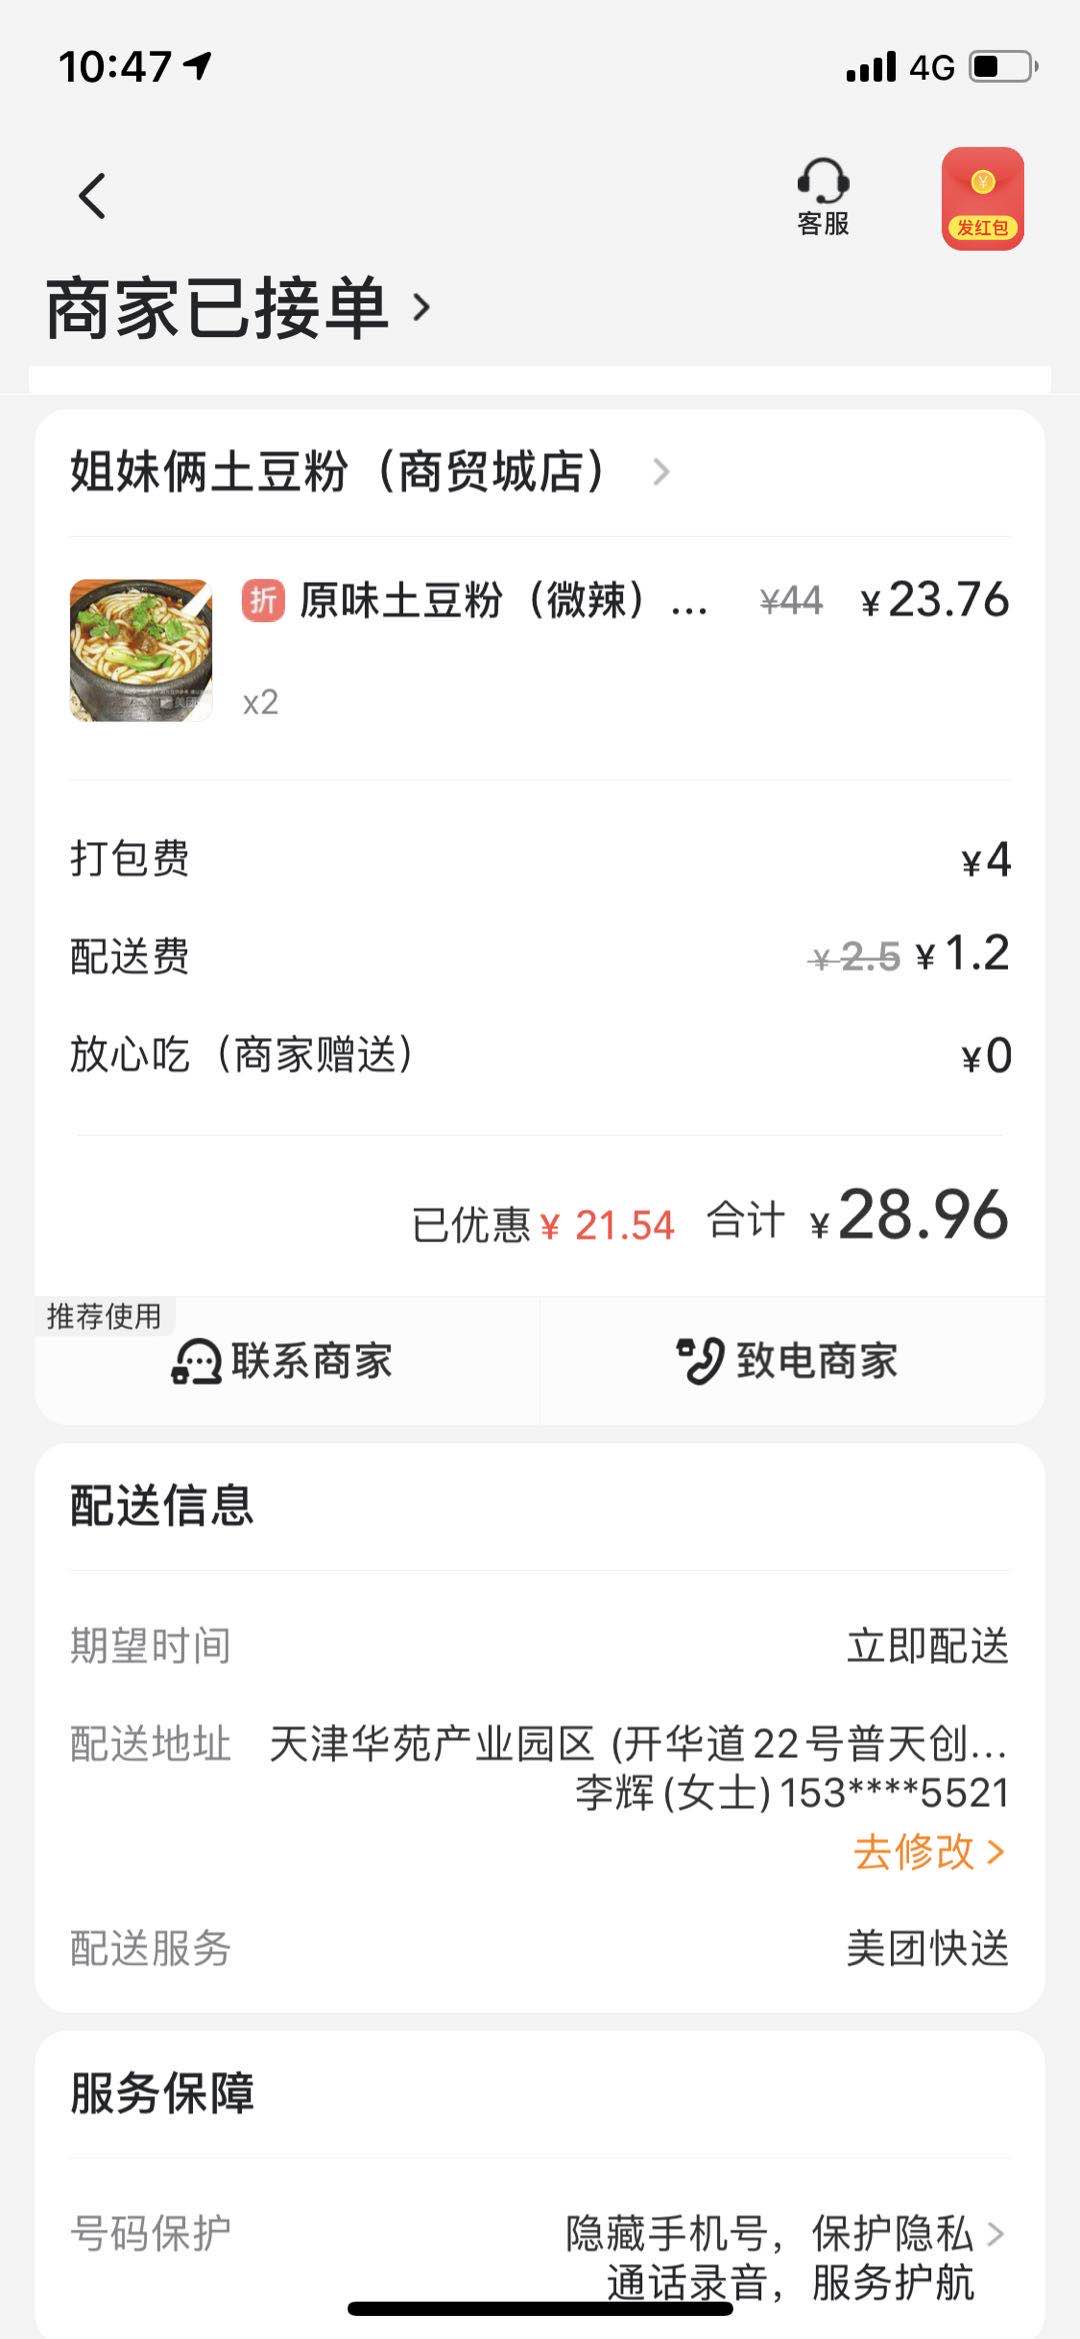 10:47
4G
客服
¥
发红包
商家已接单
姐妹俩土豆粉（商贸城店）
折 原味土豆粉（微辣）... ¥44 ¥23.76
x2
打包费 ¥4
配送费 ¥2.5 ¥1.2
放心吃（商家赠送） ¥0
已优惠¥ 21.54 合计 ¥28.96
推荐使用
联系商家 致电商家
配送信息
期望时间 立即配送
配送地址 天津华苑产业园区 (开华道22号普天创...
李辉(女士)153****5521
去修改
配送服务 美团快送
服务保障
号码保护 隐藏手机号，保护隐私
通话录音，服务护航